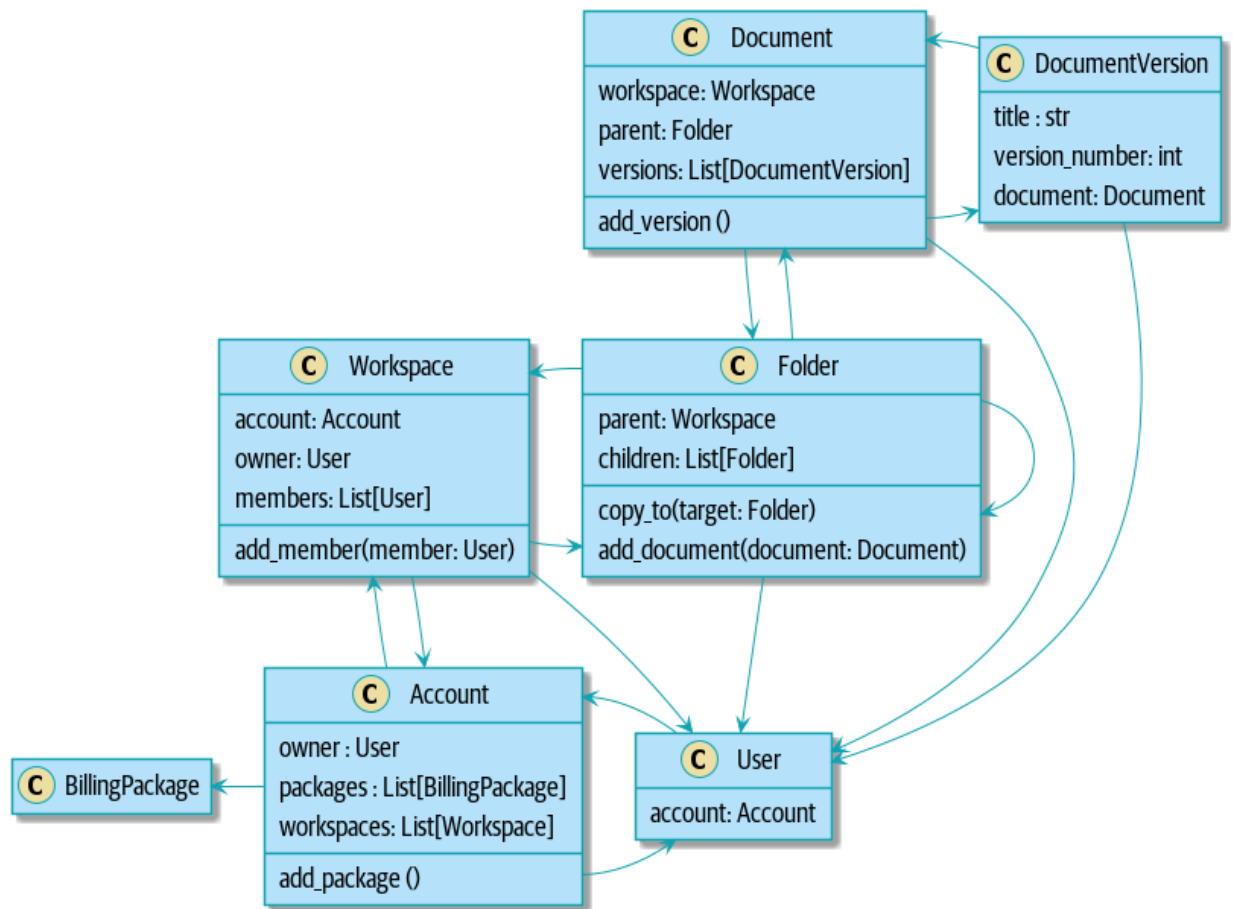 C Document
workspace: Workspace
parent: Folder
versions: List[DocumentVersion]
add_version ()
C DocumentVersion
title : str
version_number: int
document: Document
C Workspace
account: Account
owner: User
members: List[User]
add_member(member: User)
C Folder
parent: Workspace
children: List[Folder]
copy_to(target: Folder)
add_document(document: Document)
C Account
owner : User
packages : List[BillingPackage]
workspaces: List[Workspace]
add_package ()
C User
account: Account
C BillingPackage